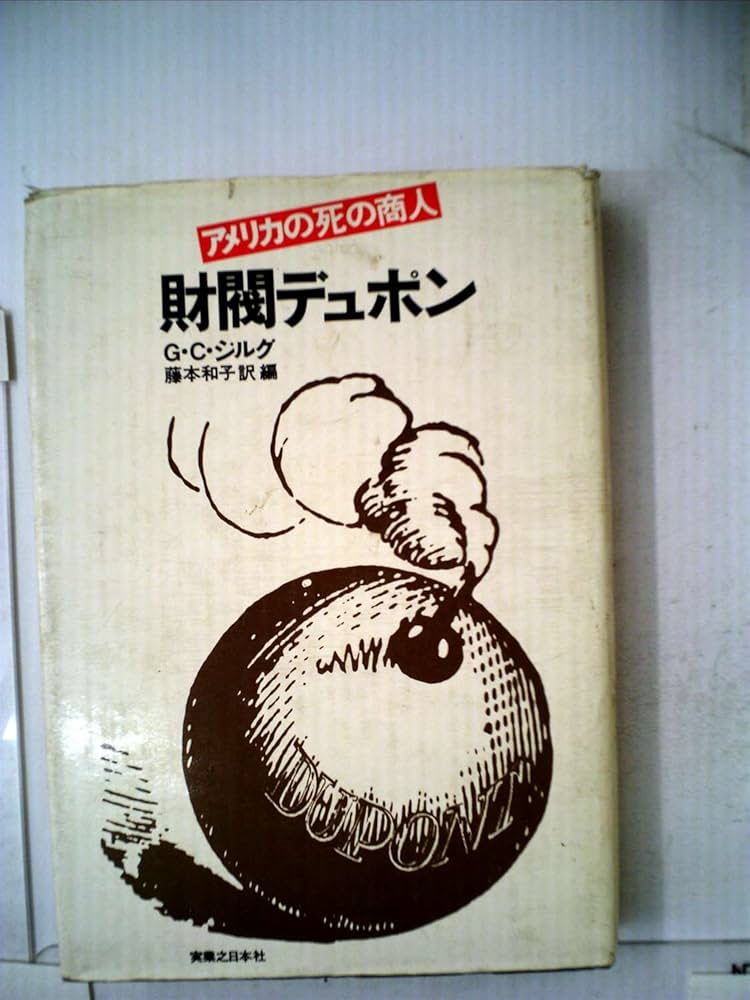 アメリカの死の商人
財閥デュポン
G・C・ジルグ
藤本和子訳編
DUPONT
実業之日本社